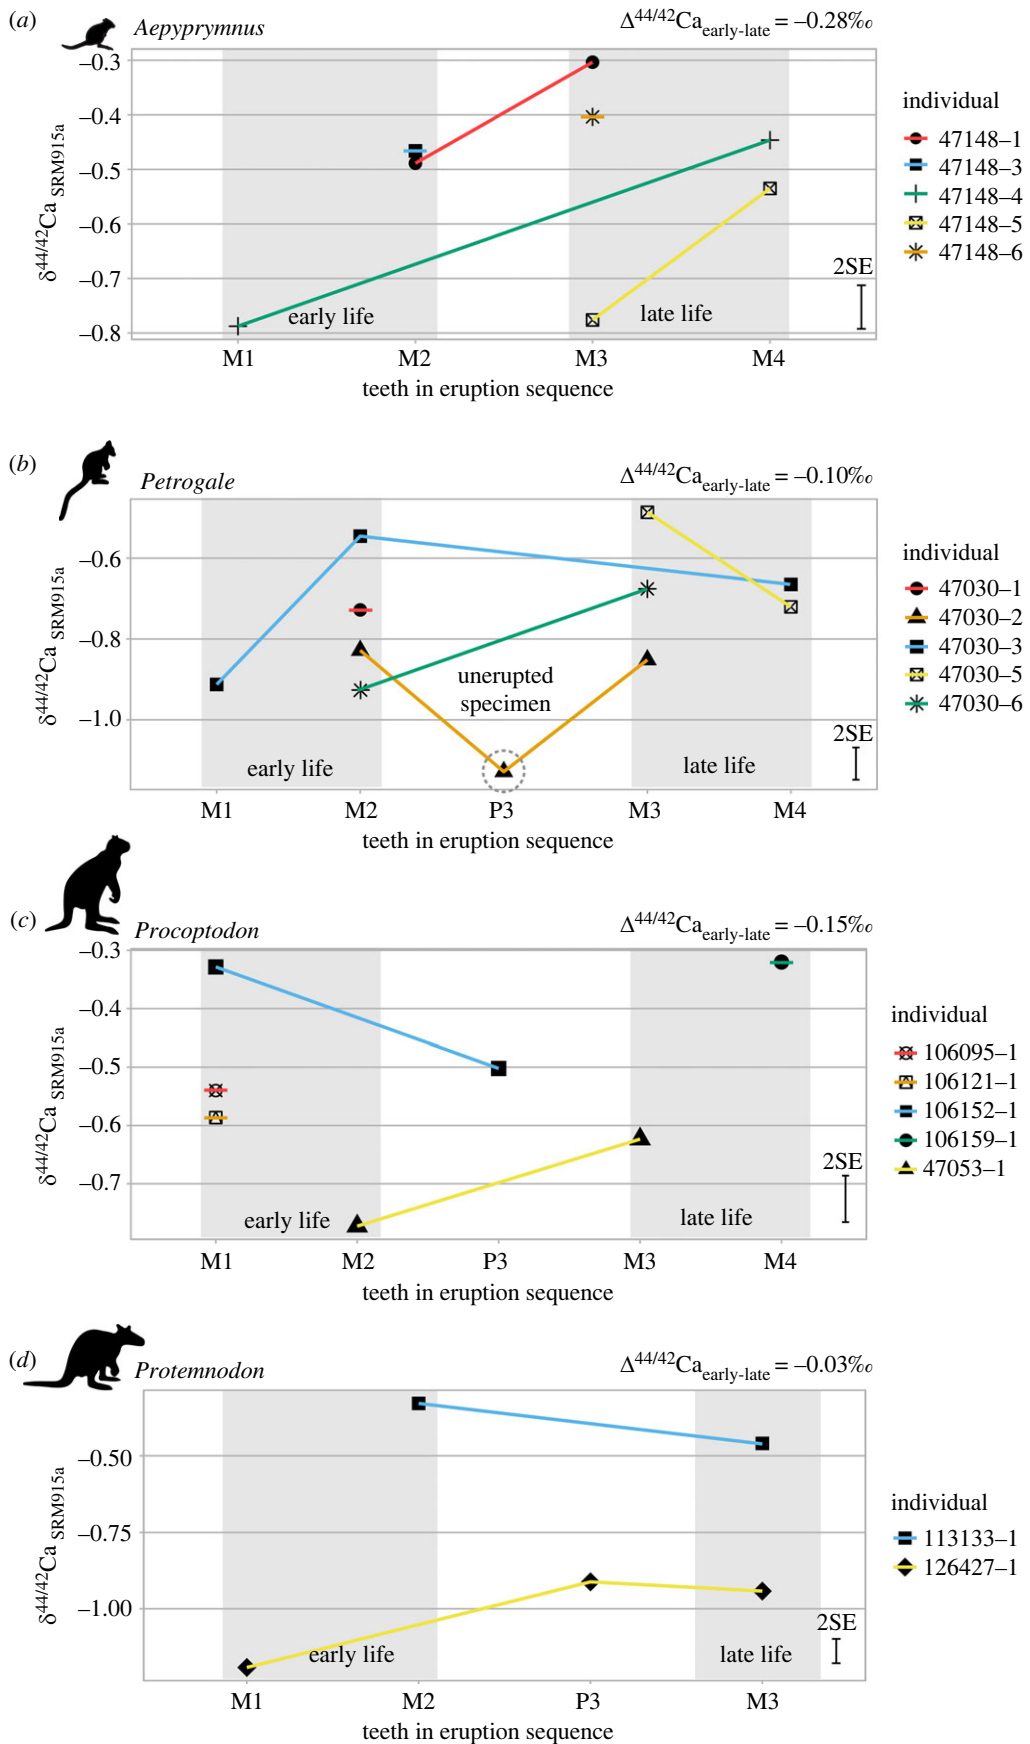 (a) Aepyprymnus Δ44/42Ca early-late = –0.28‰
–0.3
–0.4
–0.5
–0.6
–0.7
–0.8
δ44/42Ca SRM915a
early life
late life
2SE
M1 M2 M3 M4
teeth in eruption sequence
individual
47148–1
47148–3
47148–4
47148–5
47148–6
(b) Petrogale Δ44/42Ca early-late = –0.10‰
–0.6
–0.8
–1.0
δ44/42Ca SRM915a
unerupted
specimen
early life
late life
2SE
M1 M2 P3 M3 M4
teeth in eruption sequence
individual
47030–1
47030–2
47030–3
47030–5
47030–6
(c) Procoptodon Δ44/42Ca early-late = –0.15‰
–0.3
–0.4
–0.5
–0.6
–0.7
δ44/42Ca SRM915a
early life
late life
2SE
M1 M2 P3 M3 M4
teeth in eruption sequence
individual
106095–1
106121–1
106152–1
106159–1
47053–1
(d) Protemnodon Δ44/42Ca early-late = –0.03‰
–0.50
–0.75
–1.00
δ44/42Ca SRM915a
early life
late life
2SE
M1 M2 P3 M3
teeth in eruption sequence
individual
113133–1
126427–1